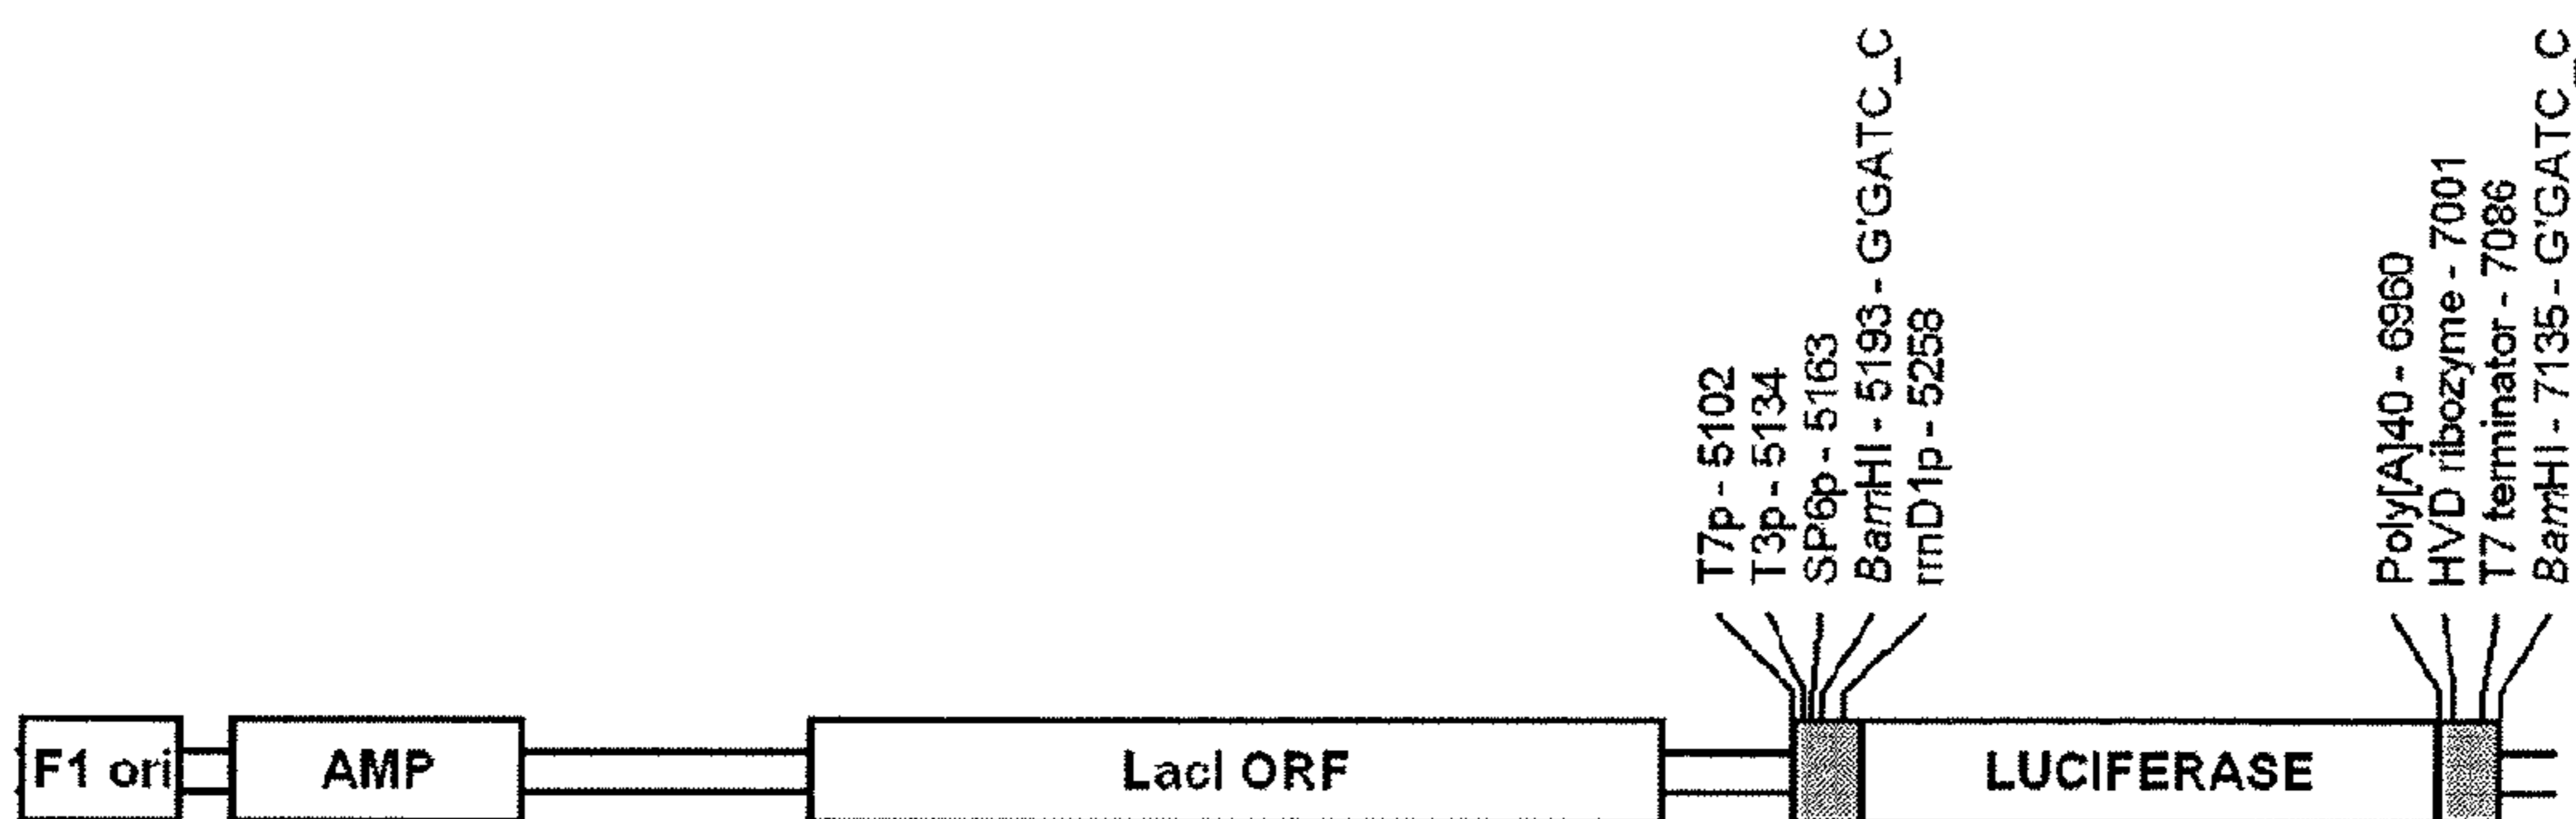 T7p - 5102
T3p - 5134
SP6p - 5163
BamHI - 5193 - G'GATC_C
rrnD1p - 5258
Poly[A]40 - 6960
HVD ribozyme - 7001
T7 terminator - 7086
BamHI - 7135 - G'GATC_C
F1 ori
AMP
LacI ORF
LUCIFERASE